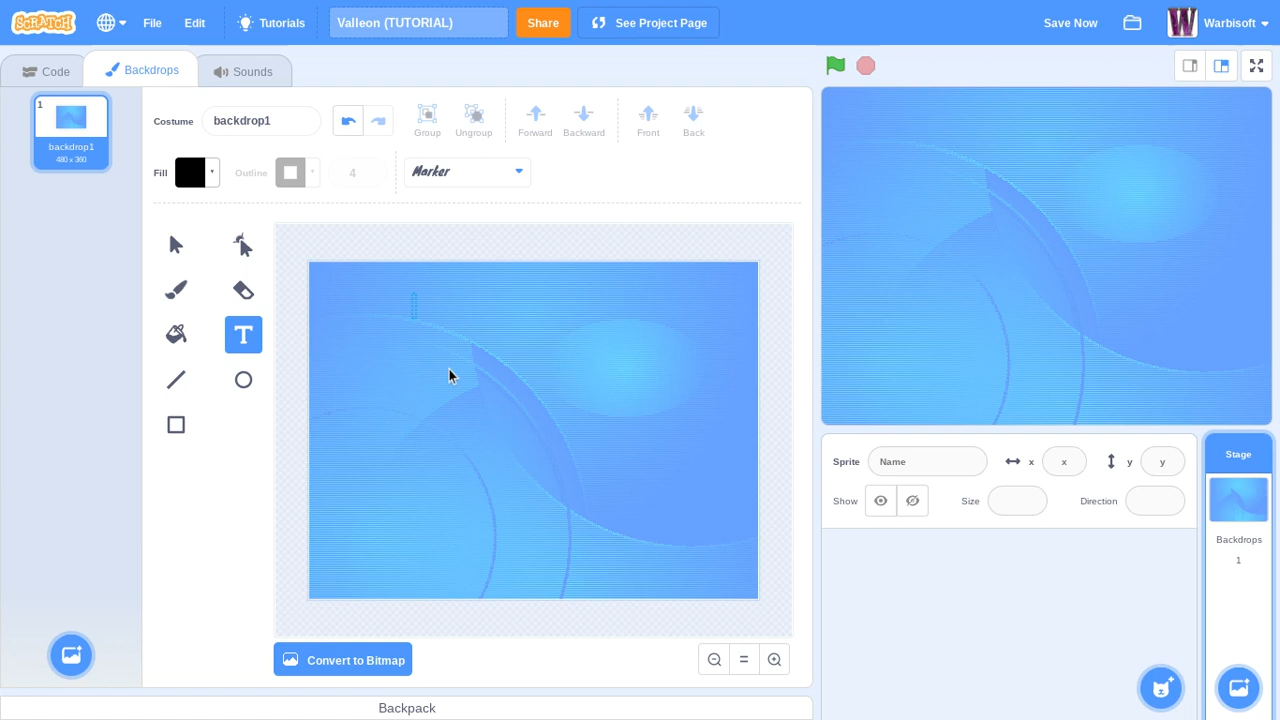 SCRATCH
File
Edit
Tutorials
Valleon (TUTORIAL)
Share
See Project Page
Save Now
Warbisoft
Code
Backdrops
Sounds
1
backdrop1
480 x 360
Costume
backdrop1
Group
Ungroup
Forward
Backward
Front
Back
Fill
Outline
4
Marker
T
Convert to Bitmap
Backpack
Sprite
Name
x
x
y
y
Show
Size
Direction
Stage
Backdrops
1